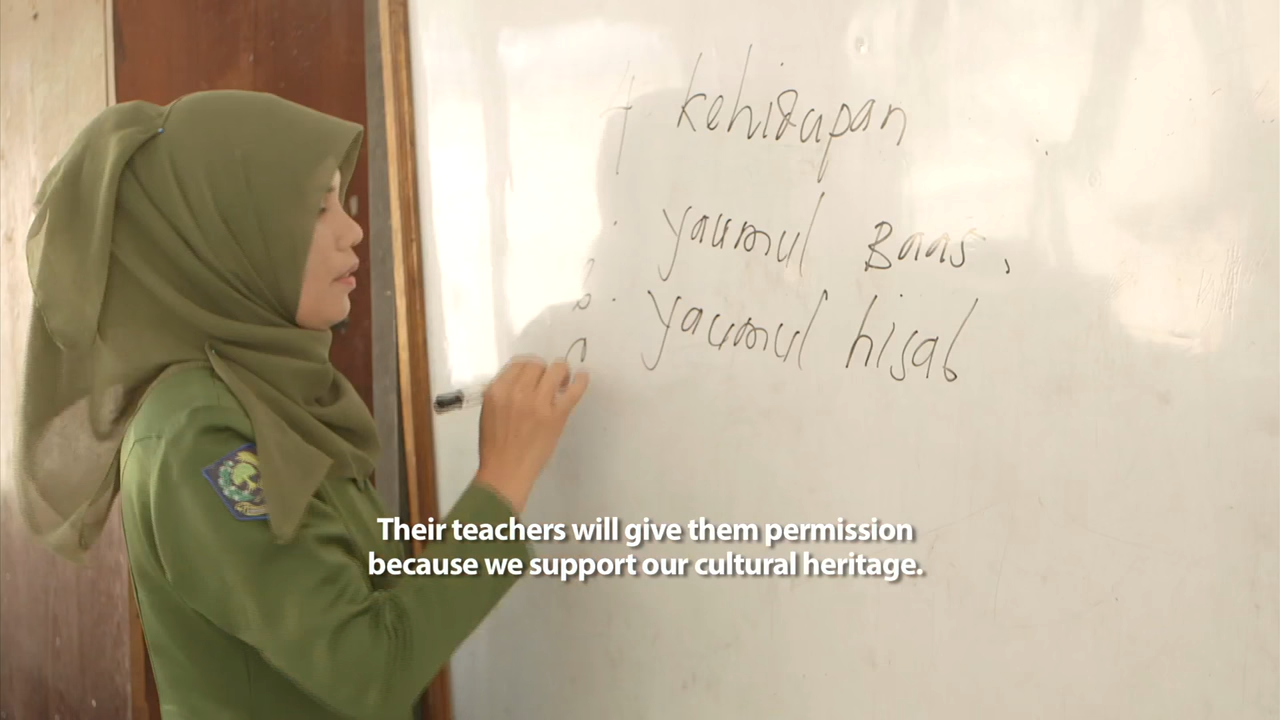 kehidupan
yaumul Baas,
yaumul hisab
Their teachers will give them permission
because we support our cultural heritage.